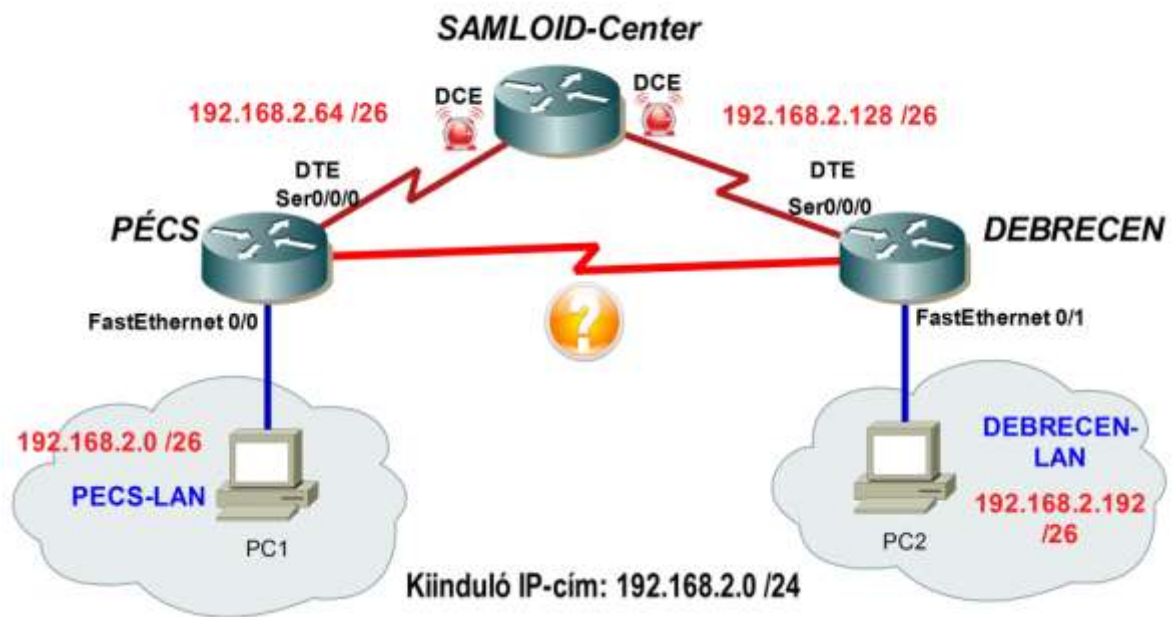 SAMLOID-Center
DCE
DCE
192.168.2.64 /26
192.168.2.128 /26
DTE
Ser0/0/0
DTE
Ser0/0/0
PÉCS
DEBRECEN
?
FastEthernet 0/0
FastEthernet 0/1
192.168.2.0 /26
PECS-LAN
PC1
DEBRECEN-
LAN
192.168.2.192
/26
PC2
Kiinduló IP-cím: 192.168.2.0 /24